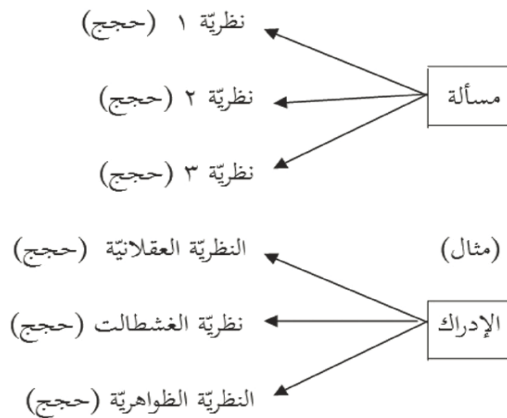 نظريّة ١ (حجج)
مسألة
نظريّة ٢ (حجج)
نظريّة ٣ (حجج)
(مثال)
النظريّة العقلانيّة (حجج)
الإدراك
نظريّة الغشطالت (حجج)
النظريّة الظواهريّة (حجج)